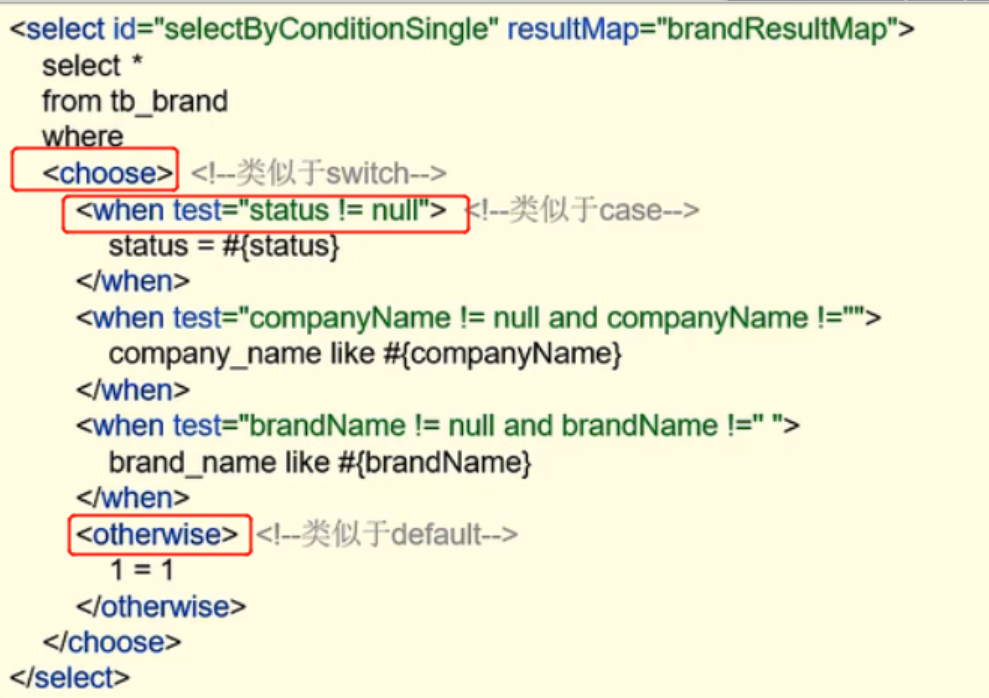 <select id="selectByConditionSingle" resultMap="brandResultMap">
select *
from tb_brand
where
<choose> <!--类似于switch-->
<when test="status != null"> <!--类似于case-->
status = #{status}
</when>
<when test="companyName != null and companyName !=''">
company_name like #{companyName}
</when>
<when test="brandName != null and brandName !=' '">
brand_name like #{brandName}
</when>
<otherwise> <!--类似于default-->
1 = 1
</otherwise>
</choose>
</select>